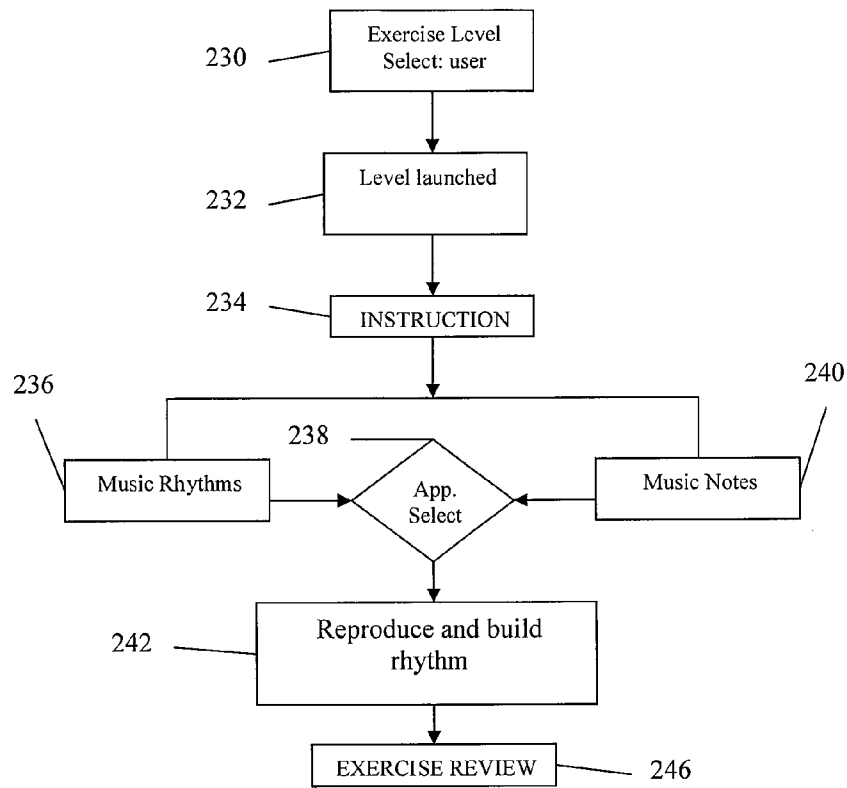 230
Exercise Level
Select: user
232
Level launched
234
INSTRUCTION
236
240
238
Music Rhythms
App.
Select
Music Notes
242
Reproduce and build
rhythm
EXERCISE REVIEW
246